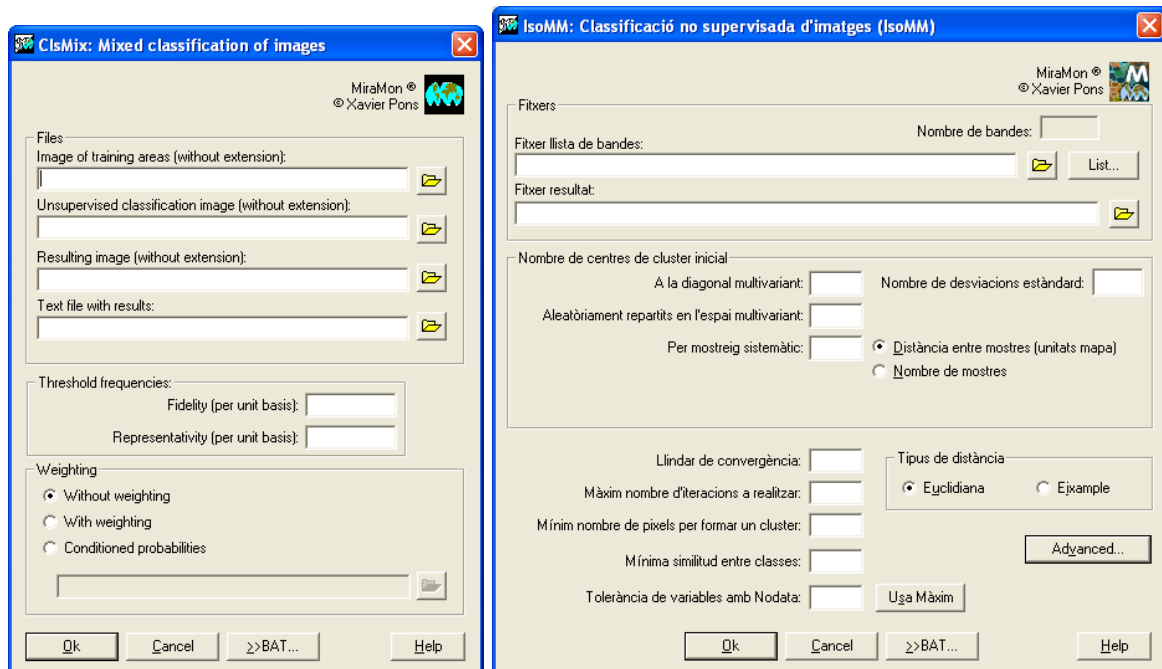 ClsMix: Mixed classification of images
MiraMon ®
© Xavier Pons
Files
Image of training areas (without extension):
Unsupervised classification image (without extension):
Resulting image (without extension):
Text file with results:
Threshold frequencies:
Fidelity (per unit basis):
Representativity (per unit basis):
Weighting
Without weighting
With weighting
Conditioned probabilities
Ok Cancel >>BAT... Help
IsoMM: Classificació no supervisada d'imatges (IsoMM)
MiraMon ®
© Xavier Pons
Fitxers
Nombre de bandes:
Fitxer llista de bandes:
List...
Fitxer resultat:
Nombre de centres de cluster inicial
A la diagonal multivariant: Nombre de desviacions estàndard:
Aleatòriament repartits en l'espai multivariant:
Per mostreig sistemàtic: Distància entre mostres (unitats mapa)
Nombre de mostres
Llindar de convergència: Tipus de distància
Màxim nombre d'iteracions a realitzar: Euclidiana Eixample
Mínim nombre de pixels per formar un cluster:
Mínima similitud entre classes: Advanced...
Tolerància de variables amb Nodata: Usa Màxim
Ok Cancel >>BAT... Help